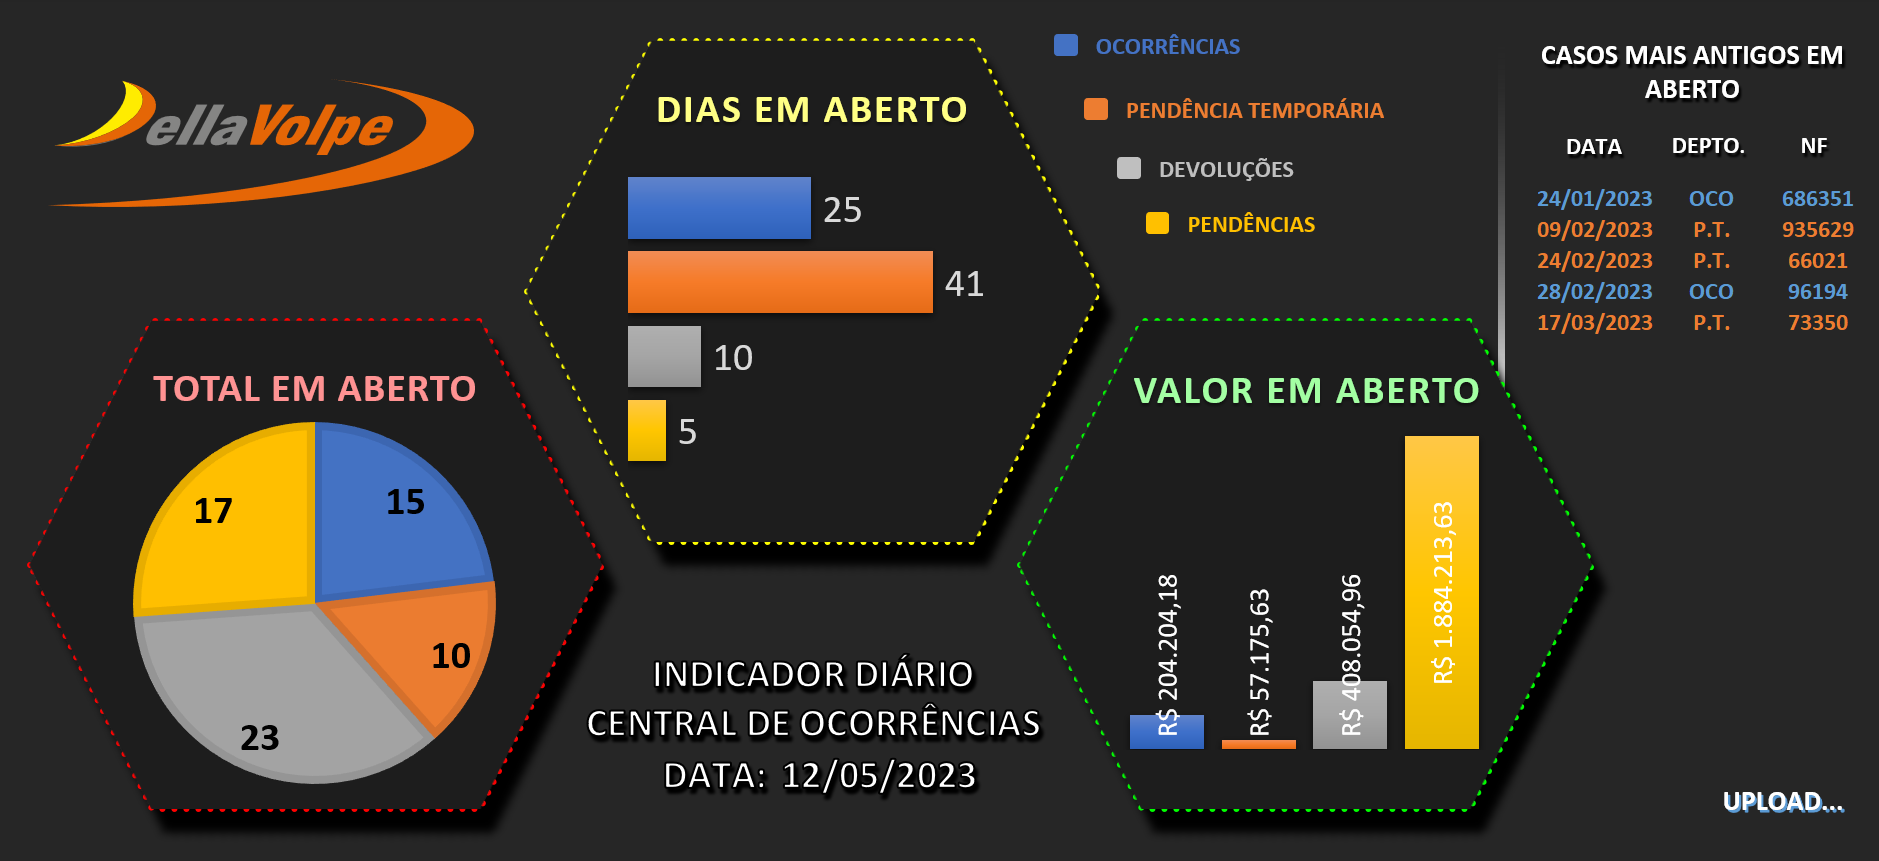 ellaVolpe
DIAS EM ABERTO
25
41
10
5
OCORRÊNCIAS
PENDÊNCIA TEMPORÁRIA
DEVOLUÇÕES
PENDÊNCIAS
CASOS MAIS ANTIGOS EM
ABERTO
DATA DEPTO. NF
24/01/2023 OCO 686351
09/02/2023 P.T. 935629
24/02/2023 P.T. 66021
28/02/2023 OCO 96194
17/03/2023 P.T. 73350
TOTAL EM ABERTO
17
15
10
23
INDICADOR DIÁRIO
CENTRAL DE OCORRÊNCIAS
DATA: 12/05/2023
VALOR EM ABERTO
R$ 204.204,18
R$ 57.175,63
R$ 408.054,96
R$ 1.884.213,63
UPLOAD...